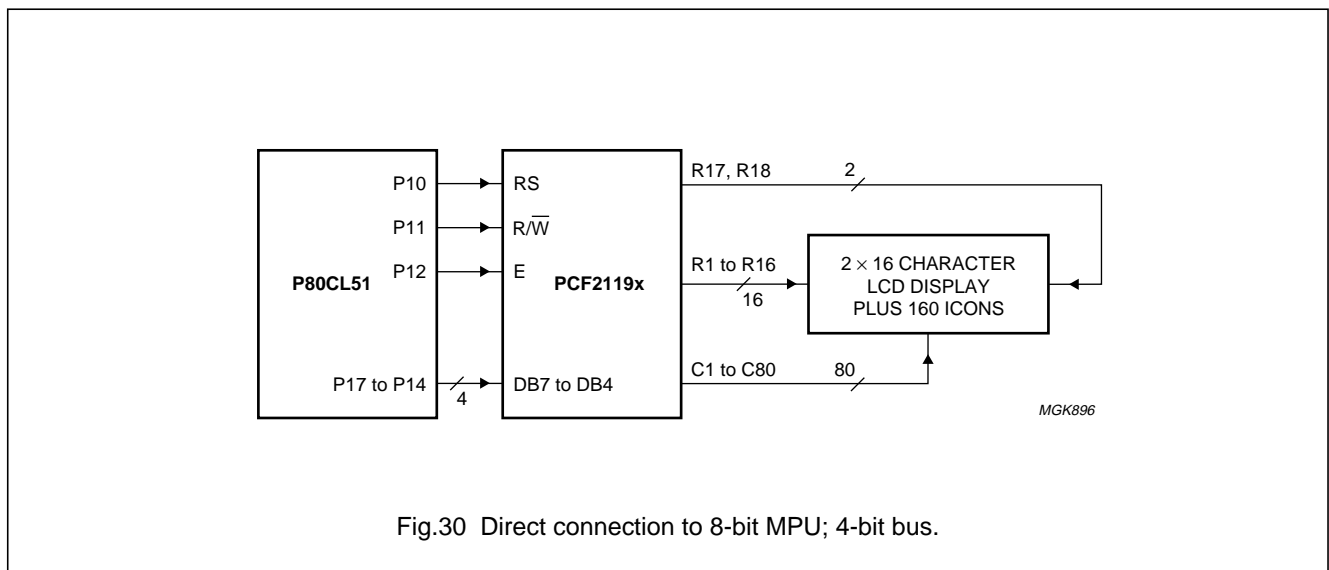 P80CL51
P10
P11
P12
P17 to P14
4
RS
R/W̅
E
DB7 to DB4
PCF2119x
R17, R18
2
R1 to R16
16
C1 to C80
80
2 × 16 CHARACTER
LCD DISPLAY
PLUS 160 ICONS
MGK896
Fig.30 Direct connection to 8-bit MPU; 4-bit bus.